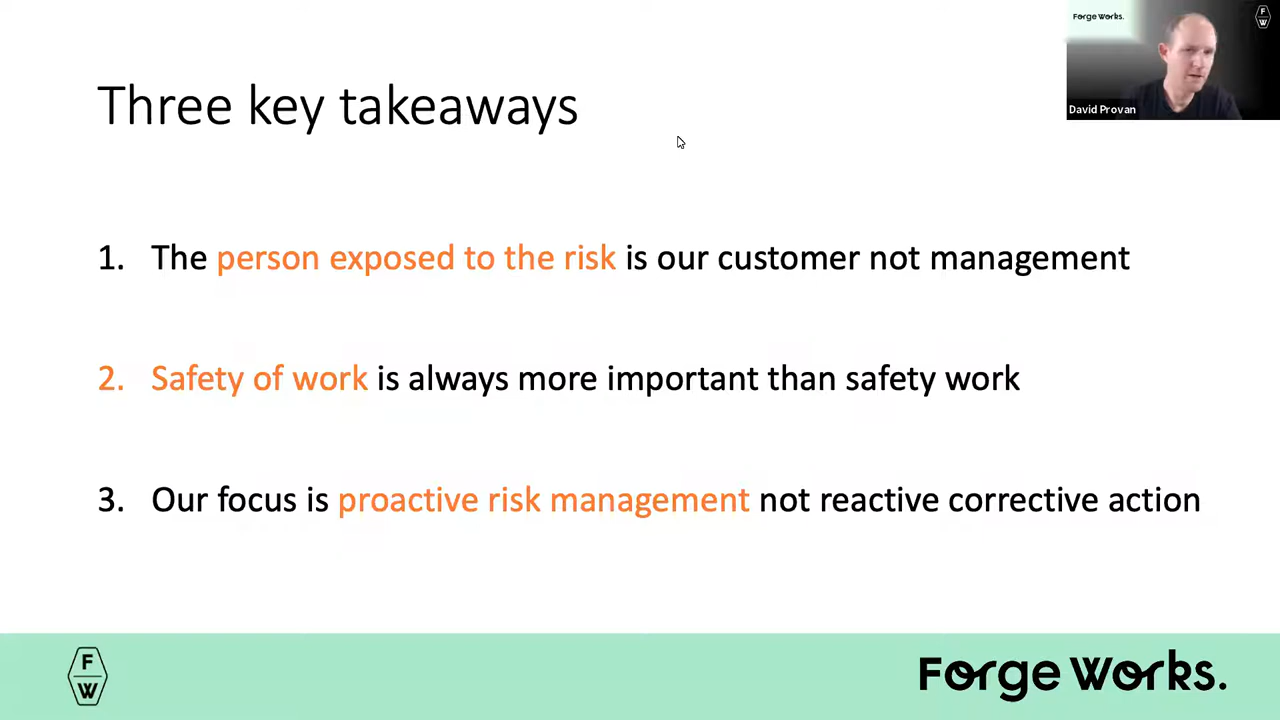 Forge Works.
F
W
David Provan
Three key takeaways
1. The person exposed to the risk is our customer not management
2. Safety of work is always more important than safety work
3. Our focus is proactive risk management not reactive corrective action
F
W
Forge Works.